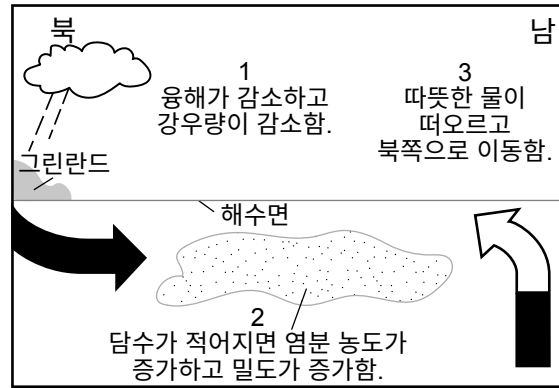 북
남
1
융해가 감소하고
강우량이 감소함.
3
따뜻한 물이
떠오르고
북쪽으로 이동함.
그린란드
해수면
2
담수가 적어지면 염분 농도가
증가하고 밀도가 증가함.